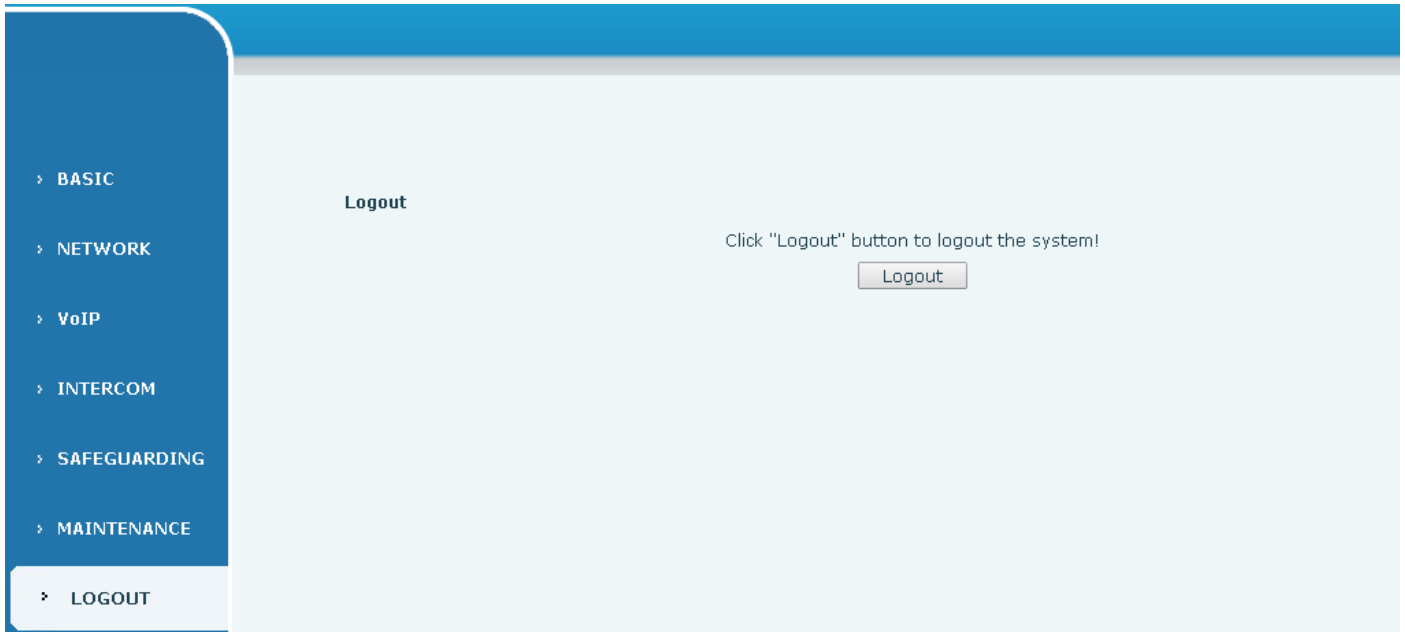 BASIC
NETWORK
VoIP
INTERCOM
SAFEGUARDING
MAINTENANCE
LOGOUT
Logout
Click "Logout" button to logout the system!
Logout